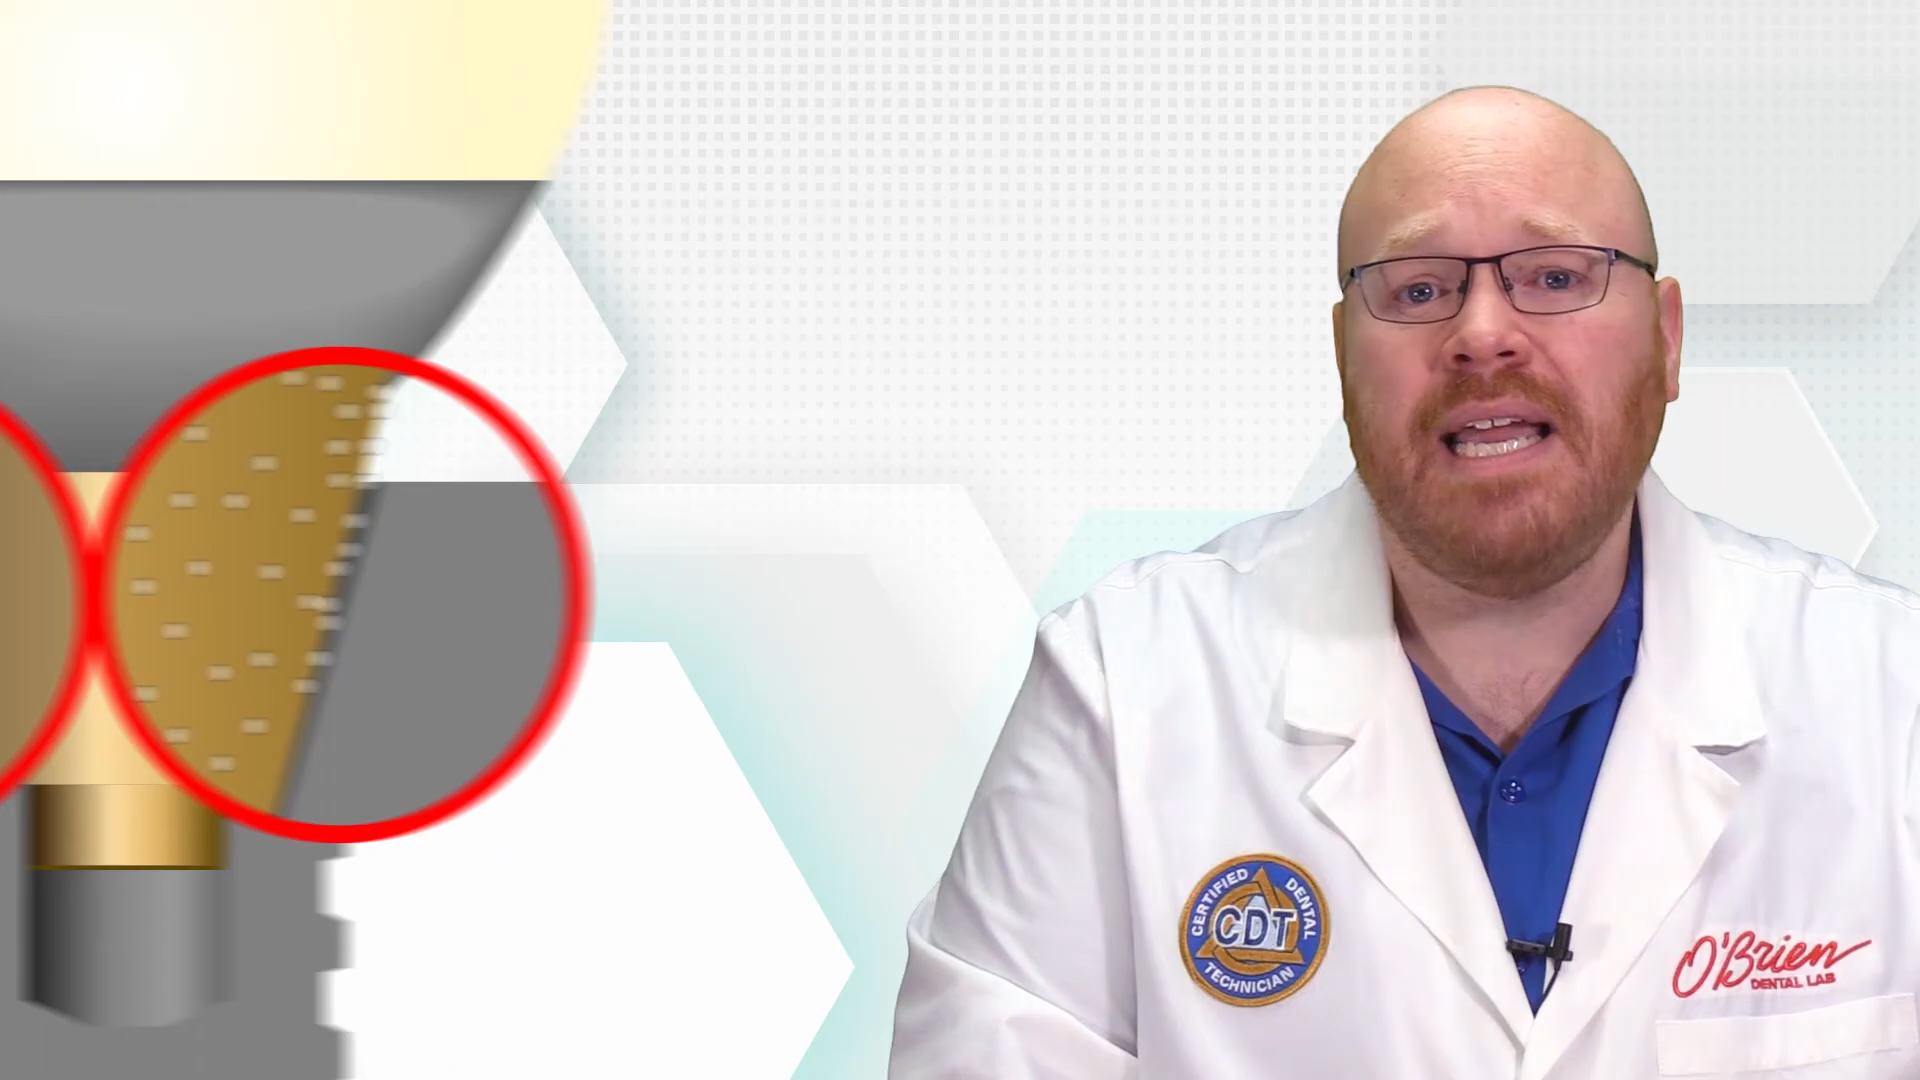 CERTIFIED DENTAL
CDT
TECHNICIAN
O'Brien
DENTAL LAB